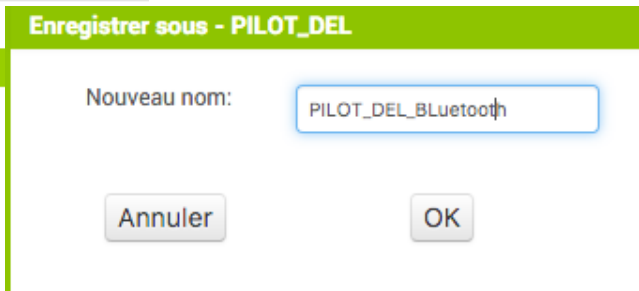 Enregistrer sous - PILOT_DEL
Nouveau nom: PILOT_DEL_BLuetooth
Annuler OK